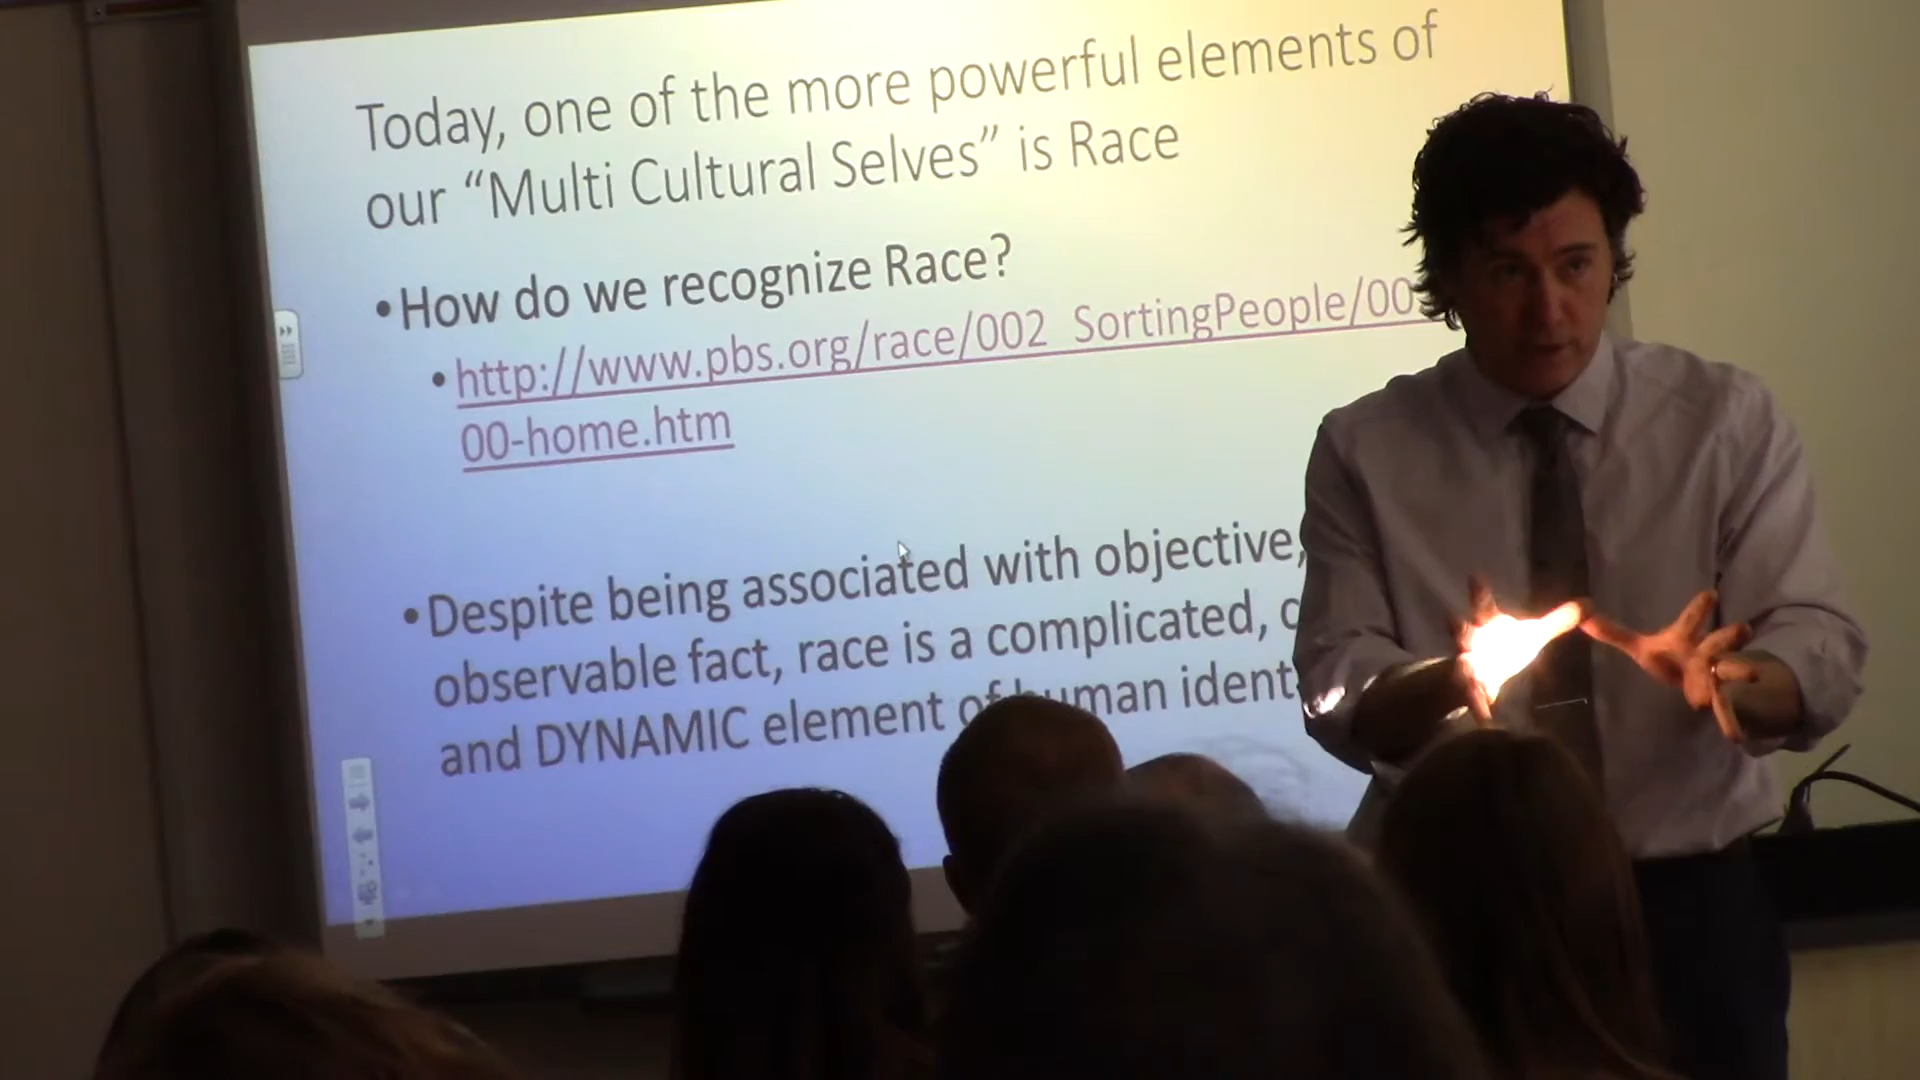 Today, one of the more powerful elements of
our “Multi Cultural Selves” is Race
•How do we recognize Race?
•http://www.pbs.org/race/002_SortingPeople/00
00-home.htm
•Despite being associated with objective,
observable fact, race is a complicated,
and DYNAMIC element of human